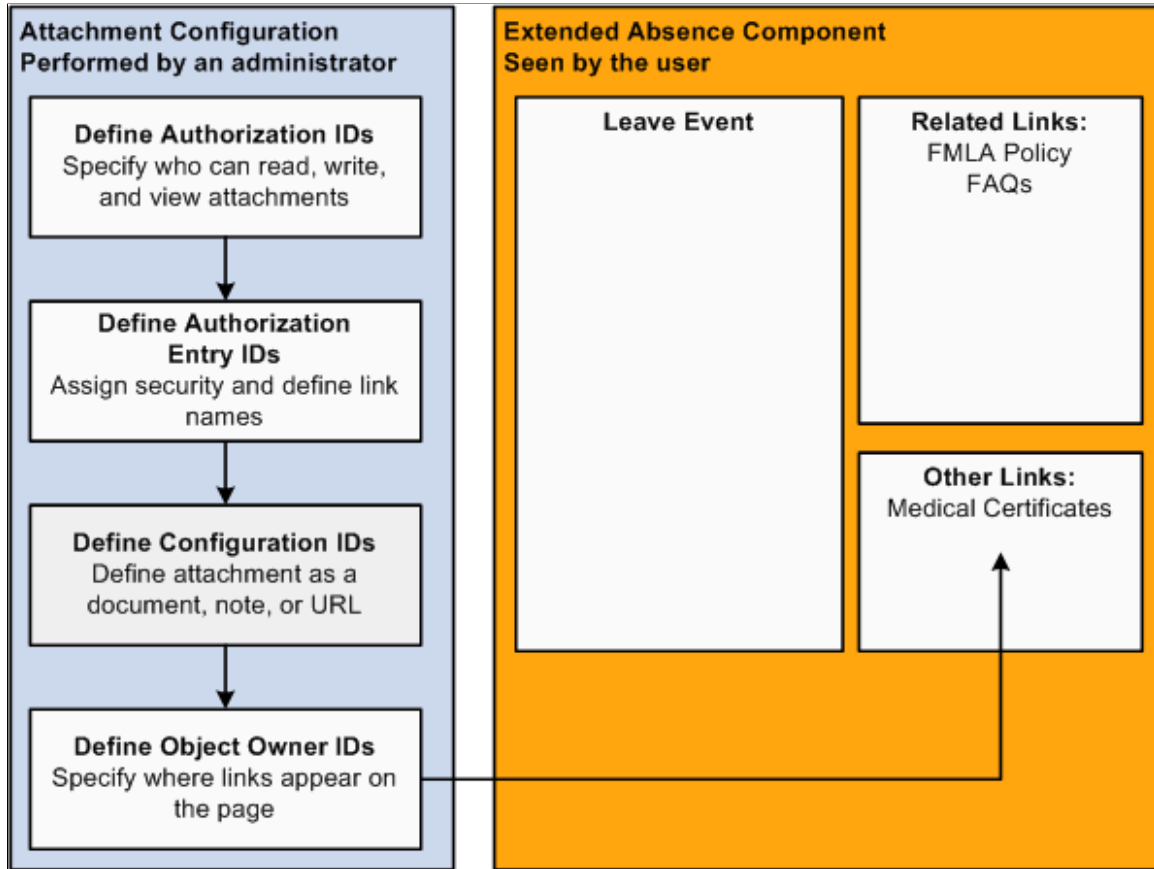 Attachment Configuration
Performed by an administrator
Define Authorization IDs
Specify who can read, write,
and view attachments
Define Authorization
Entry IDs
Assign security and define link
names
Define Configuration IDs
Define attachment as a
document, note, or URL
Define Object Owner IDs
Specify where links appear on
the page
Extended Absence Component
Seen by the user
Leave Event
Related Links:
FMLA Policy
FAQs
Other Links:
Medical Certificates